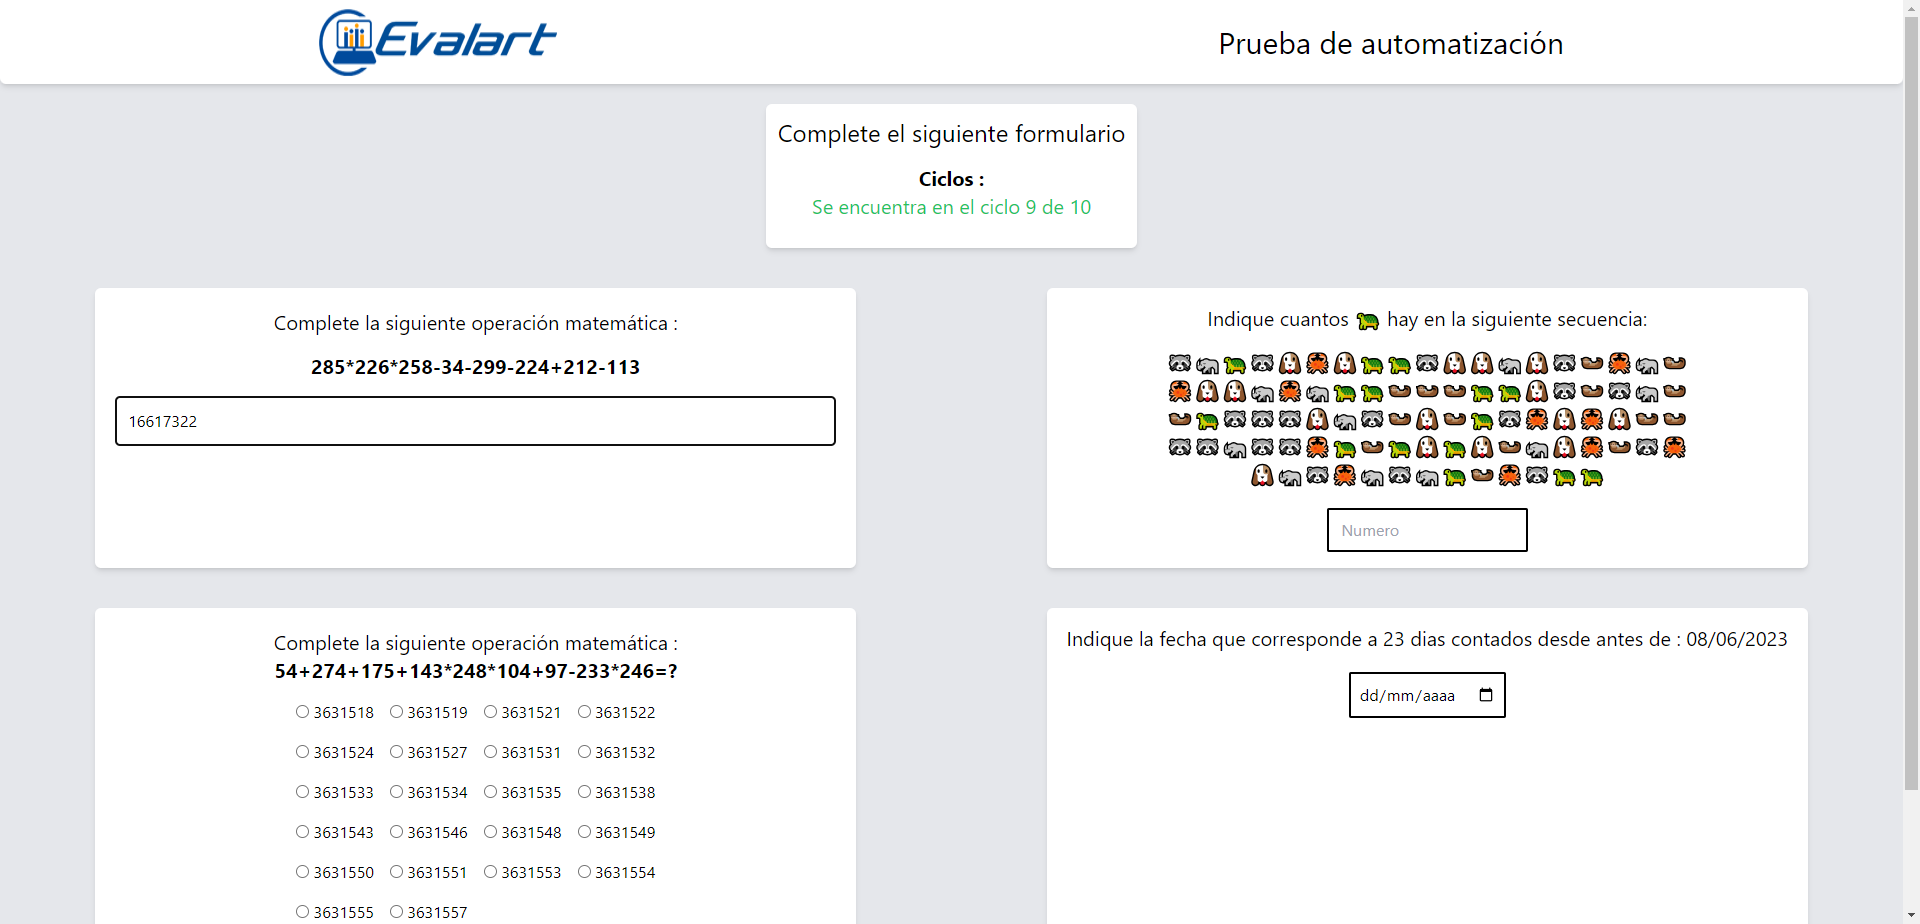 Evalart
Prueba de automatización
Complete el siguiente formulario
Ciclos :
Se encuentra en el ciclo 9 de 10
Complete la siguiente operación matemática :
285*226*258-34-299-224+212-113
16617322
Indique cuantos hay en la siguiente secuencia:
Numero
Complete la siguiente operación matemática :
54+274+175+143*248*104+97-233*246=?
3631518 3631519 3631521 3631522
3631524 3631527 3631531 3631532
3631533 3631534 3631535 3631538
3631543 3631546 3631548 3631549
3631550 3631551 3631553 3631554
3631555 3631557
Indique la fecha que corresponde a 23 dias contados desde antes de : 08/06/2023
dd/mm/aaaa